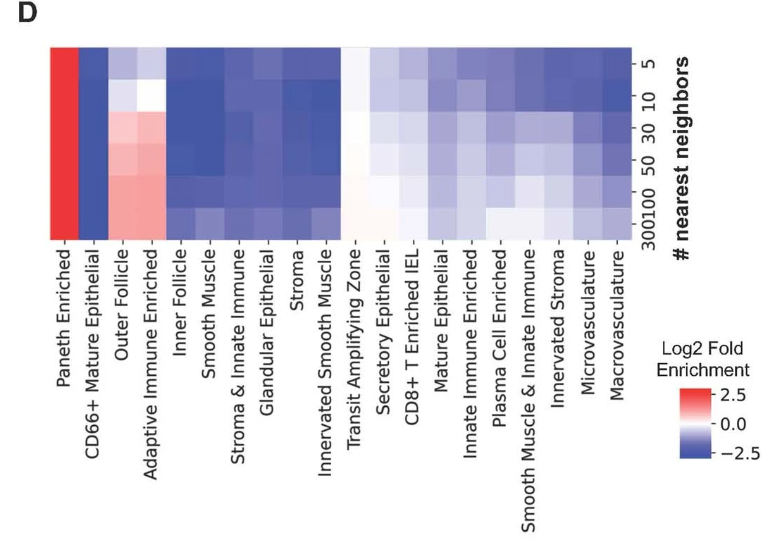 D
5
10
30
50
100
300
# nearest neighbors
Paneth Enriched
CD66+ Mature Epithelial
Outer Follicle
Adaptive Immune Enriched
Inner Follicle
Smooth Muscle
Stroma & Innate Immune
Glandular Epithelial
Stroma
Innervated Smooth Muscle
Transit Amplifying Zone
Secretory Epithelial
CD8+ T Enriched IEL
Mature Epithelial
Innate Immune Enriched
Plasma Cell Enriched
Smooth Muscle & Innate Immune
Innervated Stroma
Microvasculature
Macrovasculature
Log2 Fold
Enrichment
2.5
0.0
−2.5